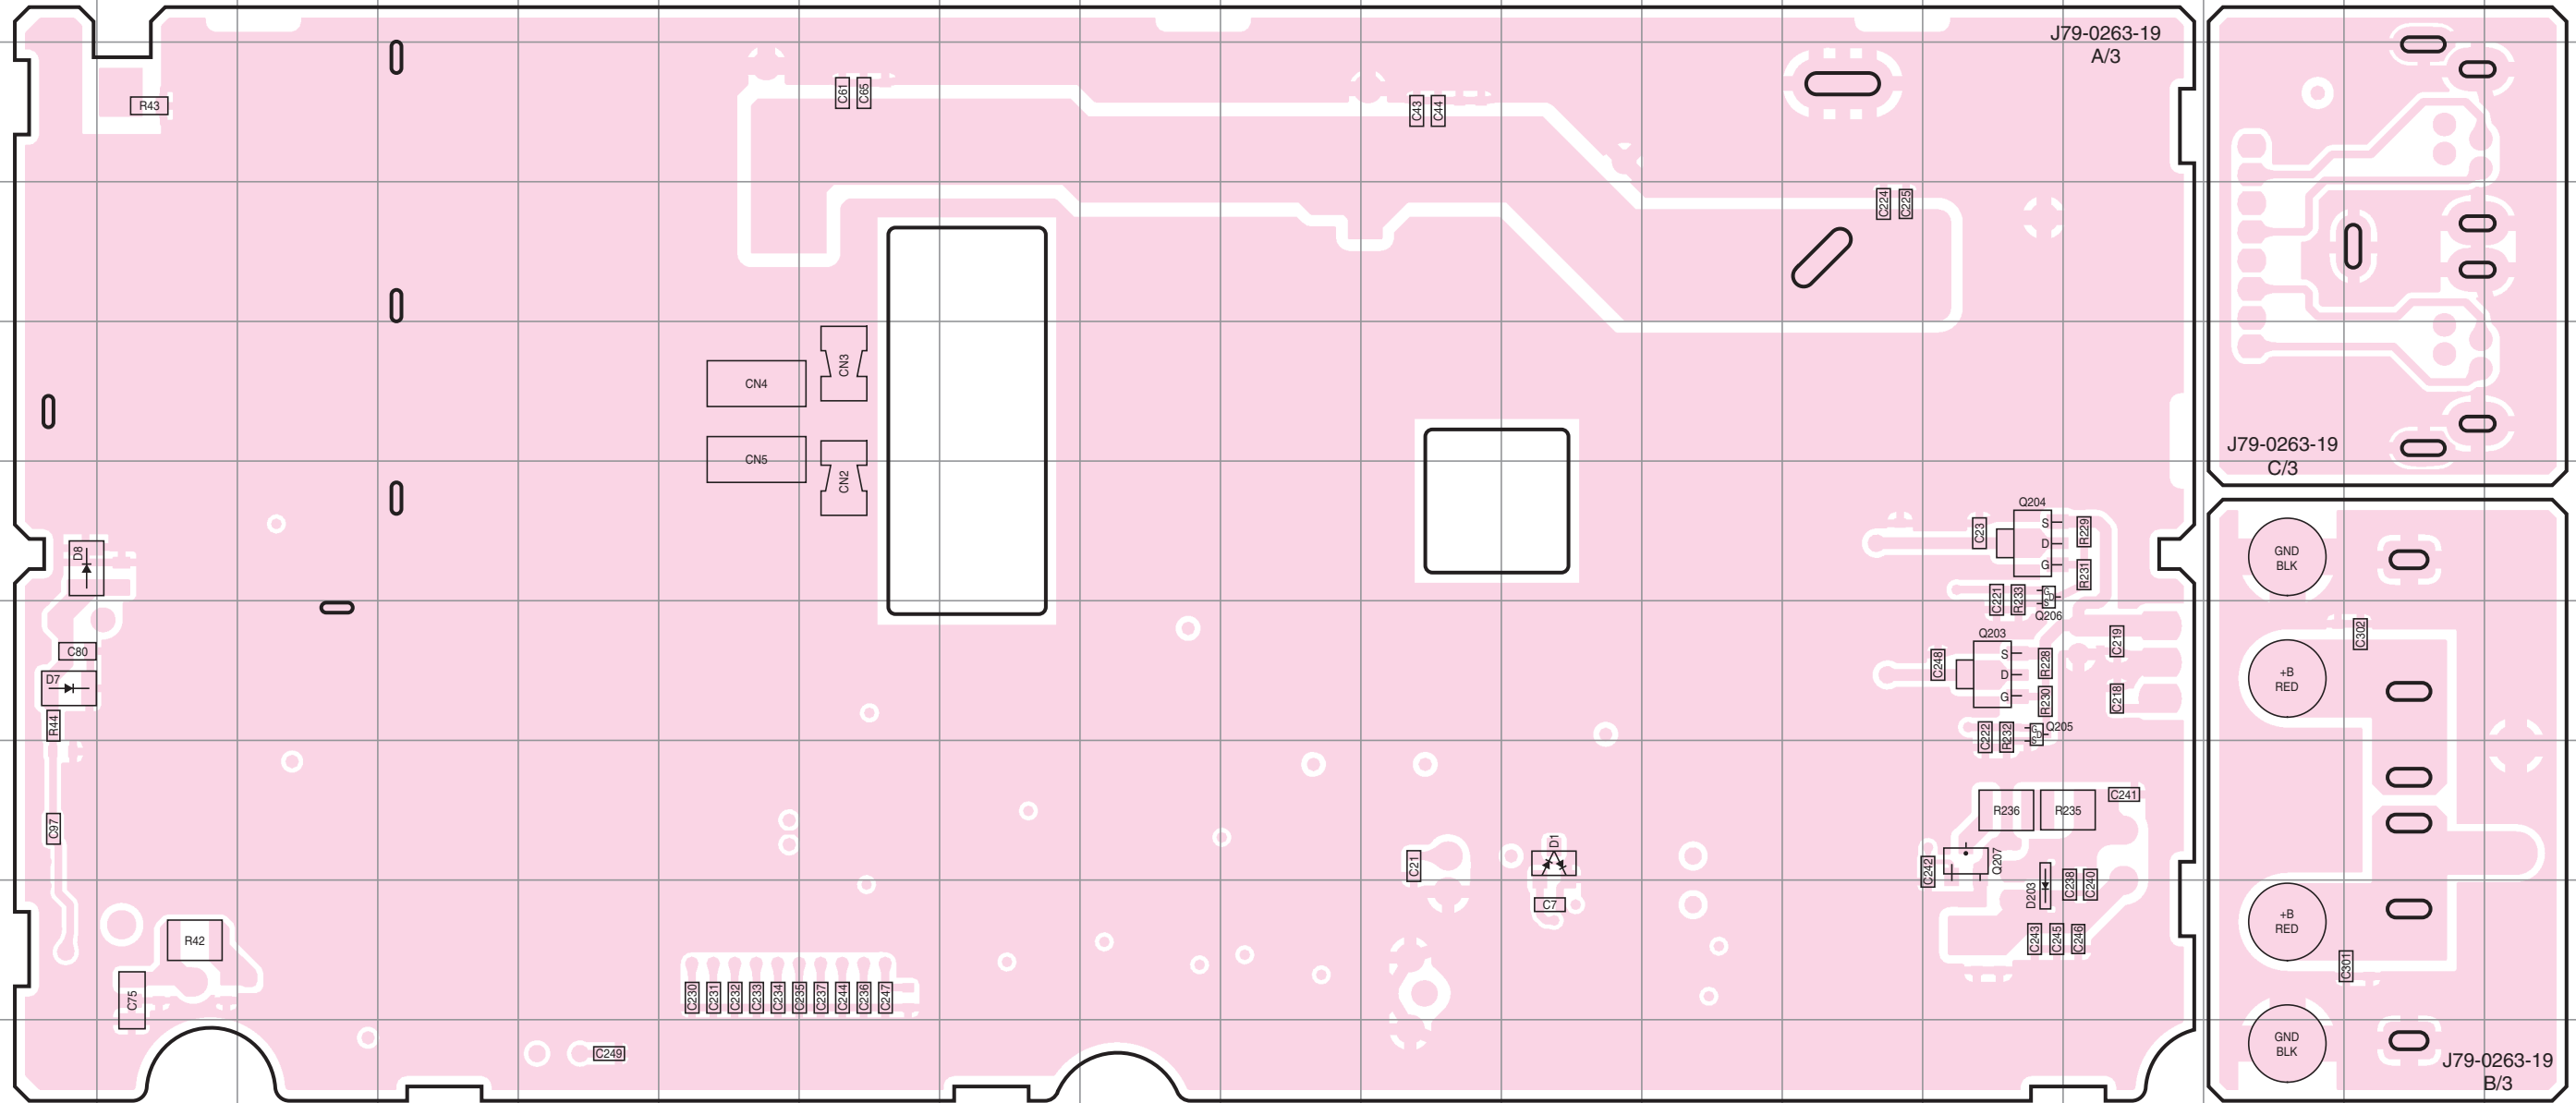 J79-0263-19
A/3
R43
C61
C65
C43
C44
C224
C225
CN3
CN4
CN5
CN2
J79-0263-19
C/3
Q204
C23
S
D
G
R229
R231
C221
R233
G
D
S
Q206
D8
C80
D7
R44
C97
Q203
C248
S
D
G
R228
R230
C219
C218
C222
R232
G
D
S
Q205
GND
BLK
C302
+B
RED
+B
RED
C301
GND
BLK
R236
R235
C241
C21
D1
C7
C242
Q207
D203
C238
C240
C243
C245
C246
R42
C75
C230
C231
C232
C233
C234
C235
C237
C244
C236
C247
C249
J79-0263-19
B/3